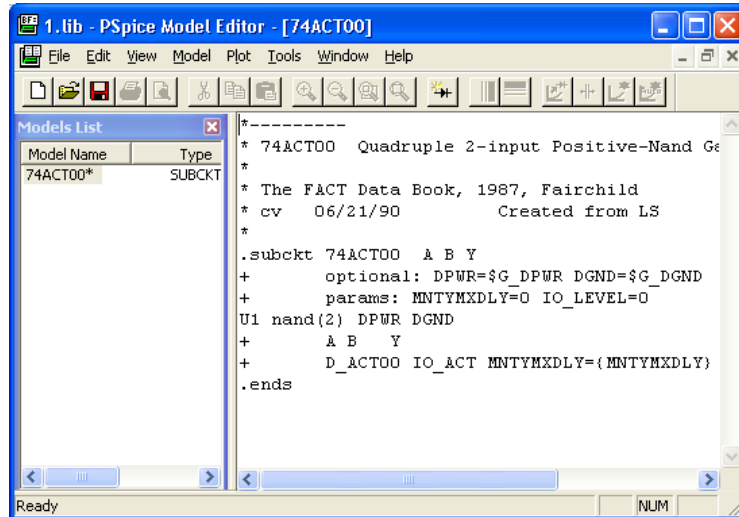 1.lib - PSpice Model Editor - [74ACT00]
File Edit View Model Plot Tools Window Help
Models List
Model Name Type
74ACT00* SUBCKT
*---------
* 74ACT00 Quadruple 2-input Positive-Nand Ga
*
* The FACT Data Book, 1987, Fairchild
* cv 06/21/90 Created from LS
*
.subckt 74ACT00 A B Y
+ optional: DPWR=$G_DPWR DGND=$G_DGND
+ params: MNTYMXDLY=0 IO_LEVEL=0
U1 nand(2) DPWR DGND
+ A B Y
+ D_ACT00 IO_ACT MNTYMXDLY={MNTYMXDLY}
.ends
Ready NUM